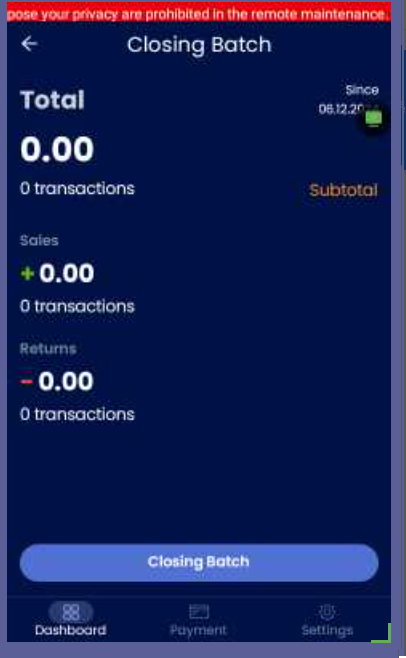 pose your privacy are prohibited in the remote maintenance.
Closing Batch
Total
Since
06.12.20
0.00
0 transactions
Subtotal
Sales
+ 0.00
0 transactions
Returns
- 0.00
0 transactions
Closing Batch
Dashboard
Payment
Settings